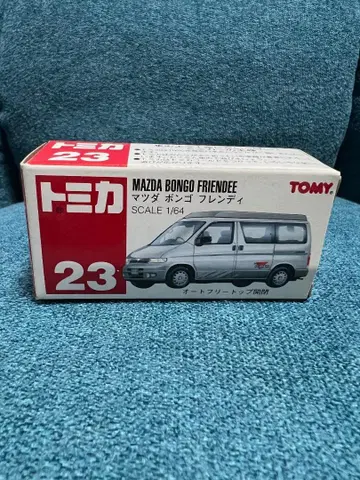 トミカ
23
MAZDA BONGO FRIENDEE
マツダ ボンゴ フレンディ
SCALE 1/64
TOMY
トミカ
23
オートフリートップ開閉